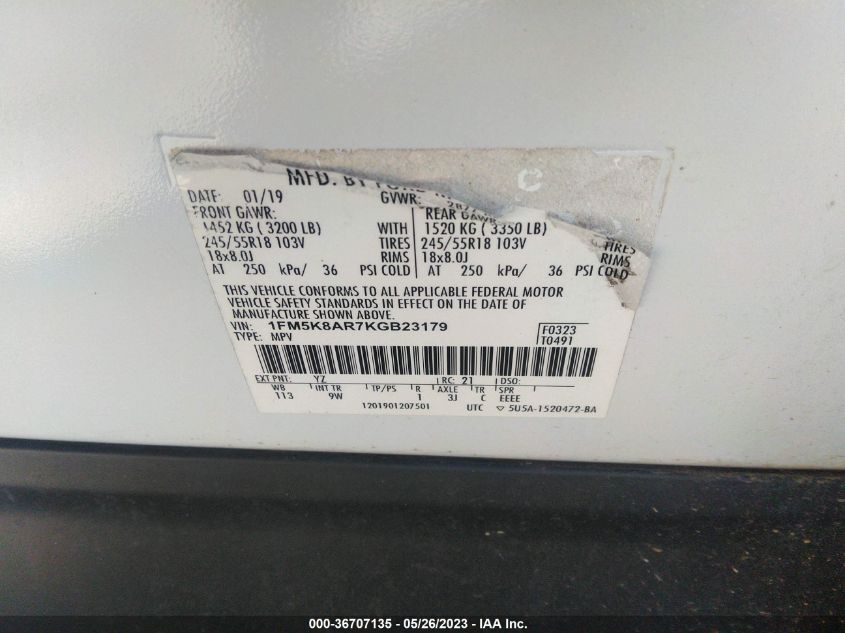 MFD. BY
C
DATE: 01/19 GVWR:
FRONT GAWR: REAR GAWR
1452 KG ( 3200 LB) WITH 1520 KG ( 3350 LB)
245/55R18 103V TIRES 245/55R18 103V TIRES
18x8.0J RIMS 18x8.0J RIMS
AT 250 kPa/ 36 PSI COLD AT 250 kPa/ 36 PSI COLD
THIS VEHICLE CONFORMS TO ALL APPLICABLE FEDERAL MOTOR
VEHICLE SAFETY STANDARDS IN EFFECT ON THE DATE OF
MANUFACTURE SHOWN ABOVE.
VIN: 1FM5K8AR7KGB23179 F0323
TYPE: MPV T0491
EXT PNT: YZ RC: 21 DSO:
WB INT TR TP/PS R AXLE TR SPR
113 9W 1 3J C EEEE
1201901207501 UTC ▽ 5U5A-1520472-BA
000-36707135 - 05/26/2023 - IAA Inc.